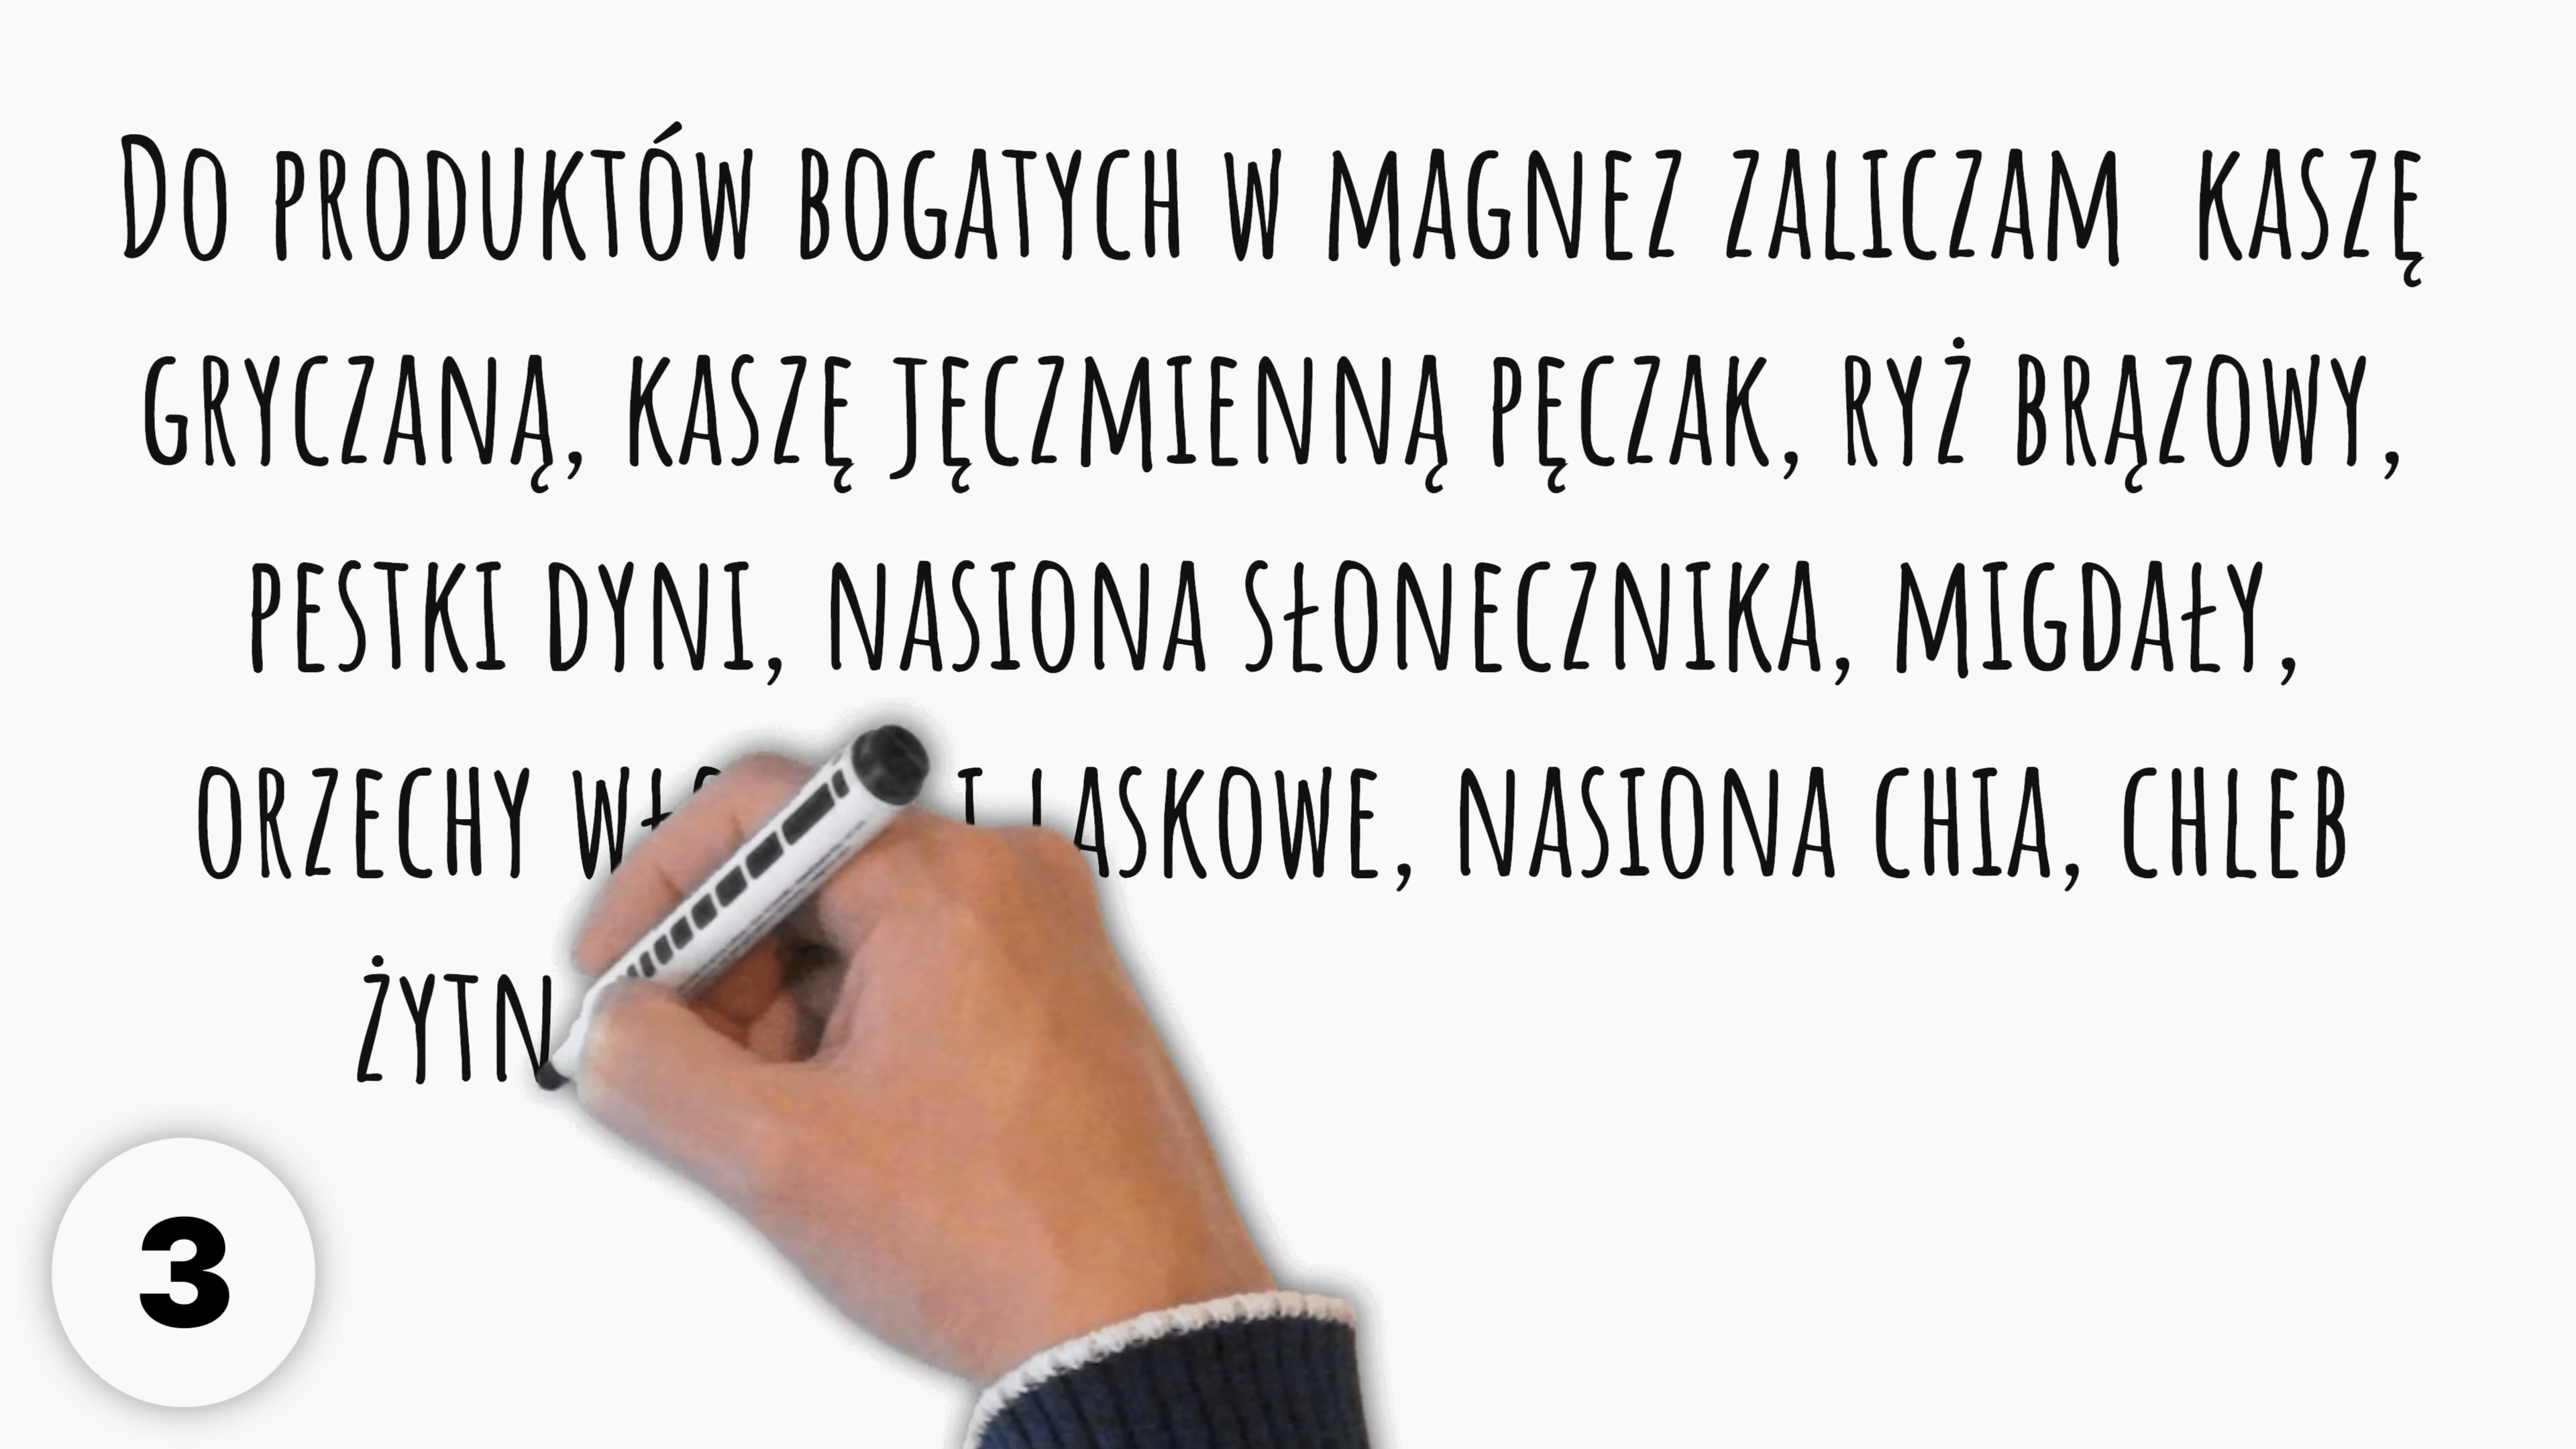 Do produktów bogatych w magnez zaliczam kaszę
gryczaną, kaszę jęczmienną pęczak, ryż brązowy,
pestki dyni, nasiona słonecznika, migdały,
orzechy i laskowe, nasiona chia, chleb
żytn
3